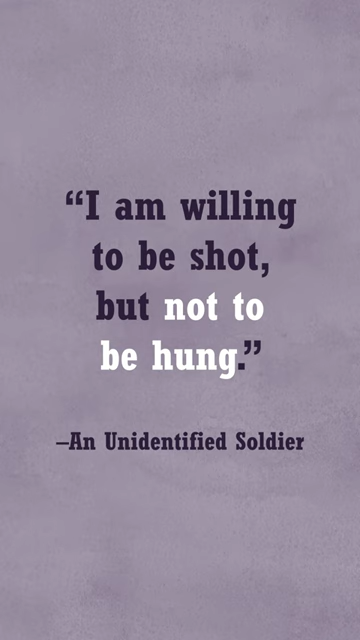 “I am willing
to be shot,
but not to
be hung.”
–An Unidentified Soldier